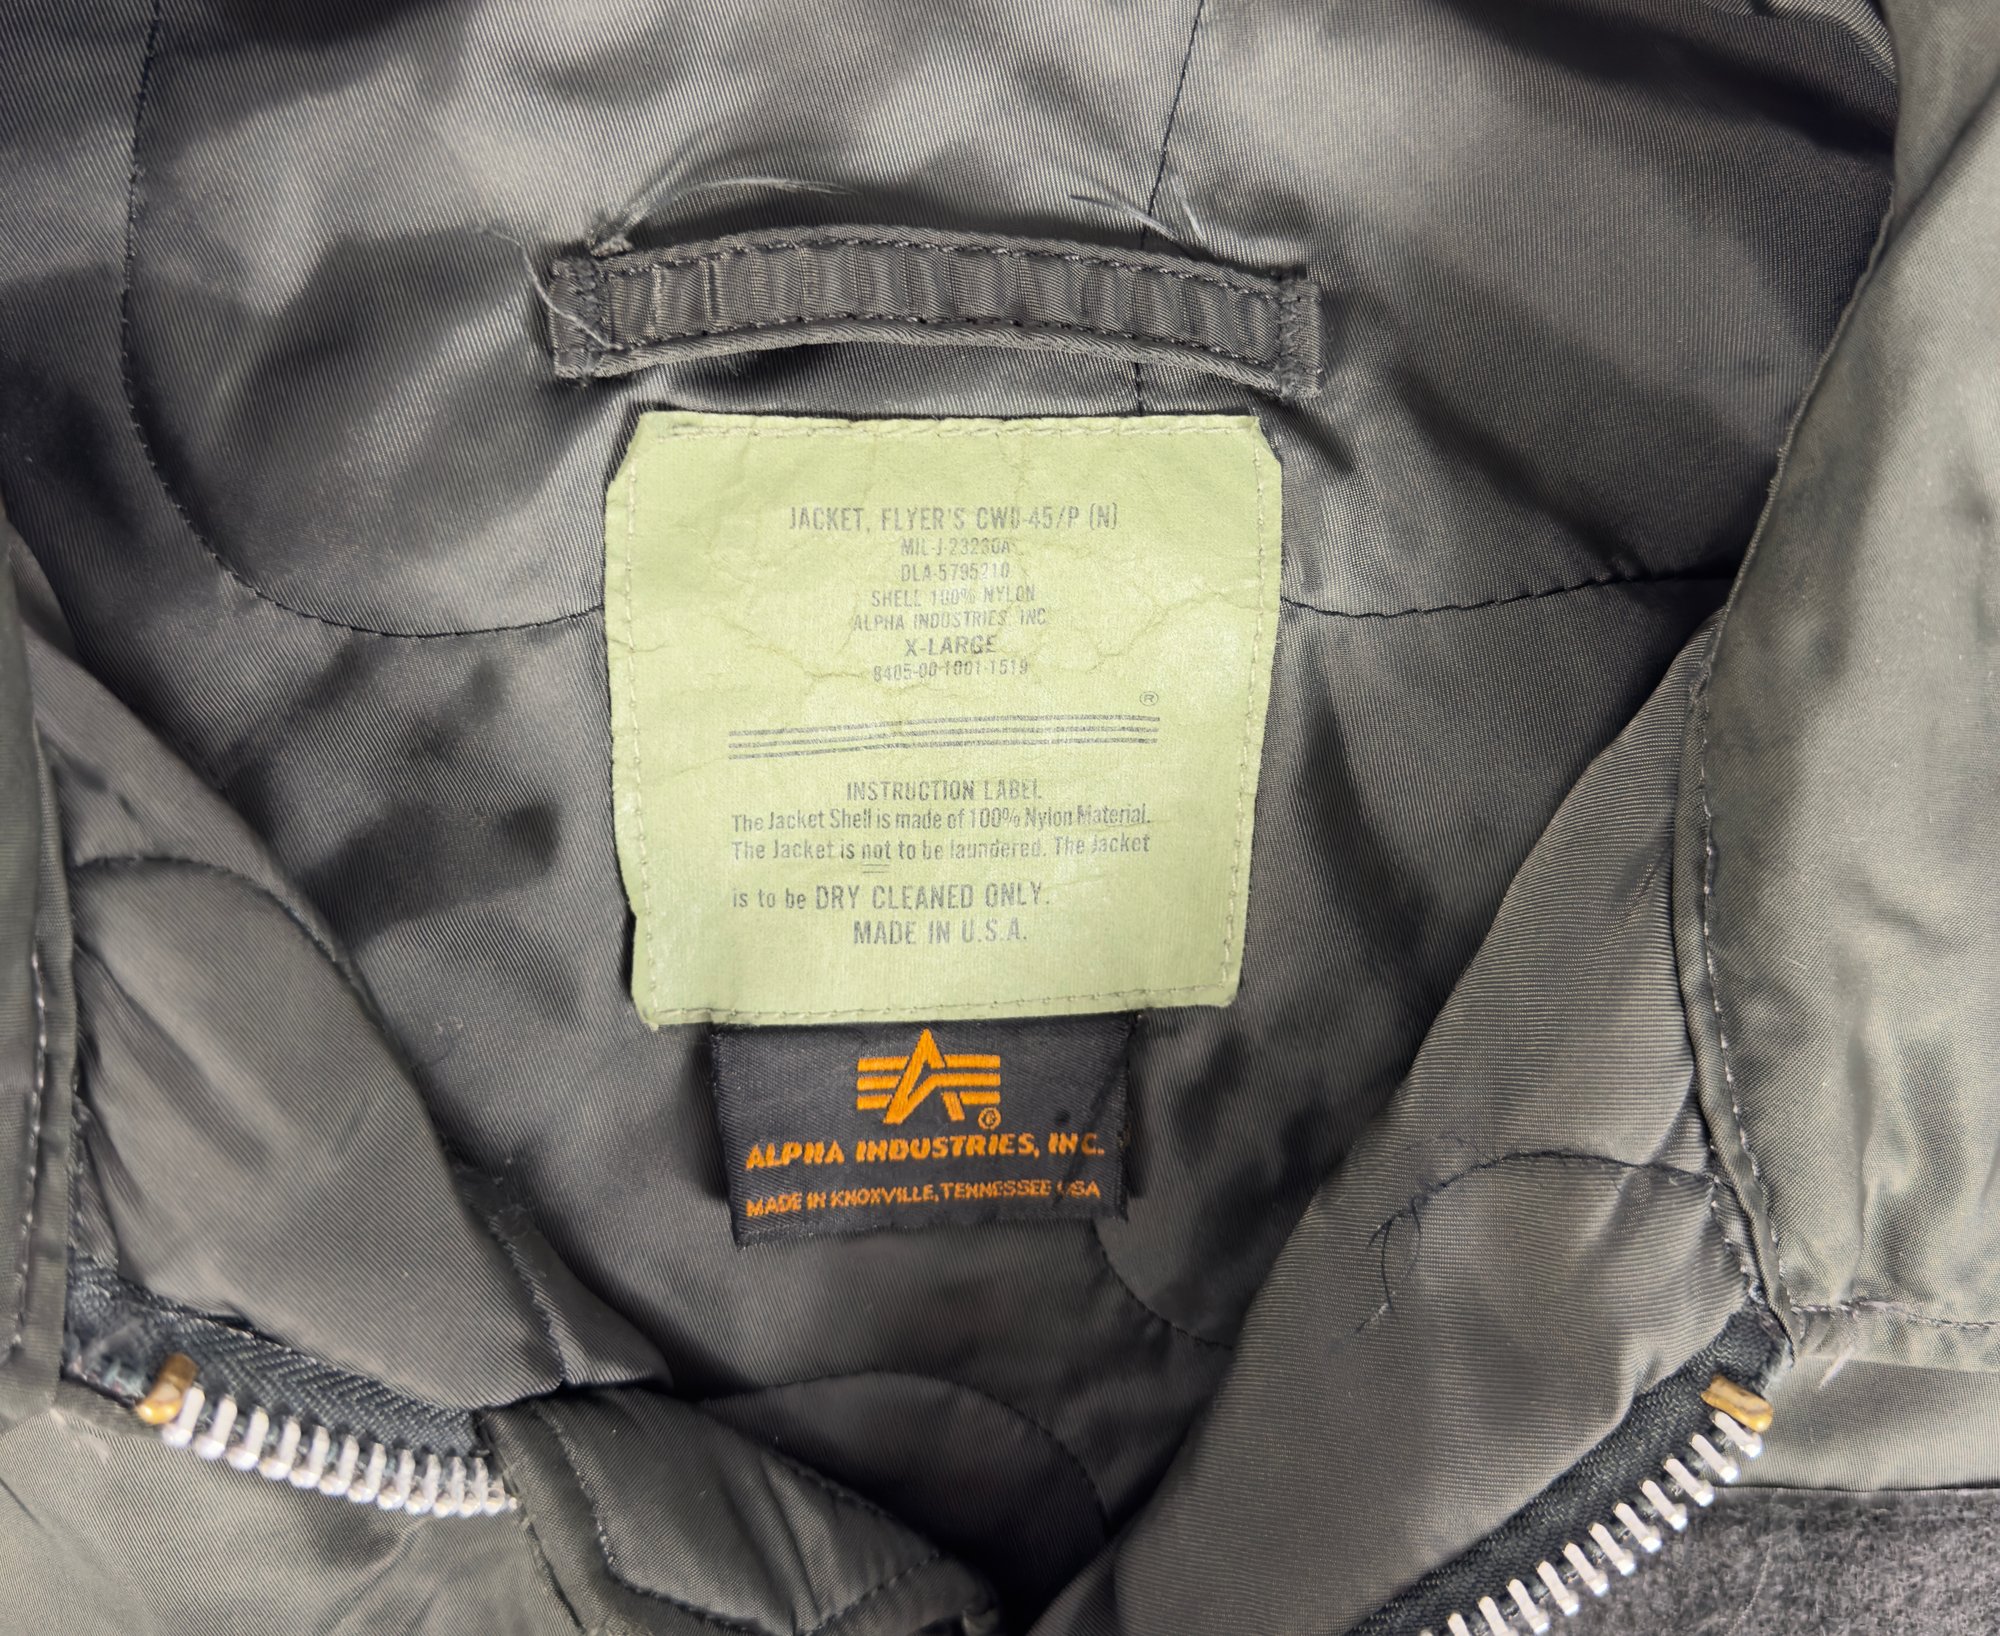 JACKET, FLYER'S CWU-45/P (N)
MIL-J-23230A
DLA-5795210
SHELL 100% NYLON
ALPHA INDUSTRIES, INC.
X-LARGE
8405-00-1001-1519
®
INSTRUCTION LABEL
The Jacket Shell is made of 100% Nylon Material.
The Jacket is not to be laundered. The Jacket
is to be DRY CLEANED ONLY.
MADE IN U.S.A.
®
ALPHA INDUSTRIES, INC.
MADE IN KNOXVILLE, TENNESSEE USA